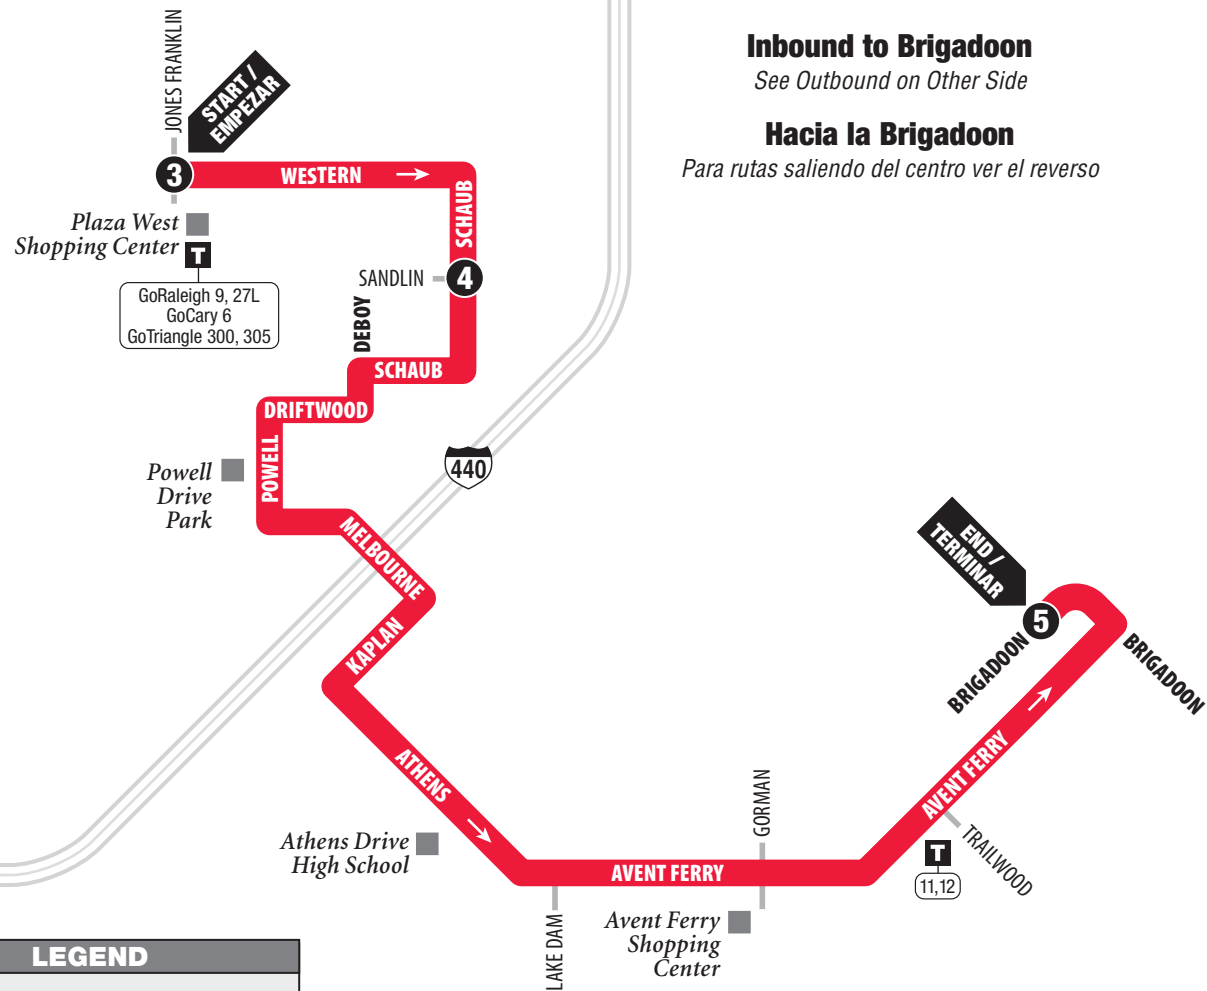 Inbound to Brigadoon
See Outbound on Other Side
Hacia la Brigadoon
Para rutas saliendo del centro ver el reverso
JONES FRANKLIN
START /
EMPEZAR
3
WESTERN
SCHAUB
Plaza West
Shopping Center
T
GoRaleigh 9, 27L
GoCary 6
GoTriangle 300, 305
SANDLIN
4
DEBOY
SCHAUB
DRIFTWOOD
POWELL
Powell
Drive
Park
440
MELBOURNE
KAPLAN
END /
TERMINAR
5
BRIGADOON
BRIGADOON
ATHENS
Athens Drive
High School
AVENT FERRY
GORMAN
AVENT FERRY
TRAILWOOD
T
11,12
LAKE DAM
Avent Ferry
Shopping
Center
LEGEND